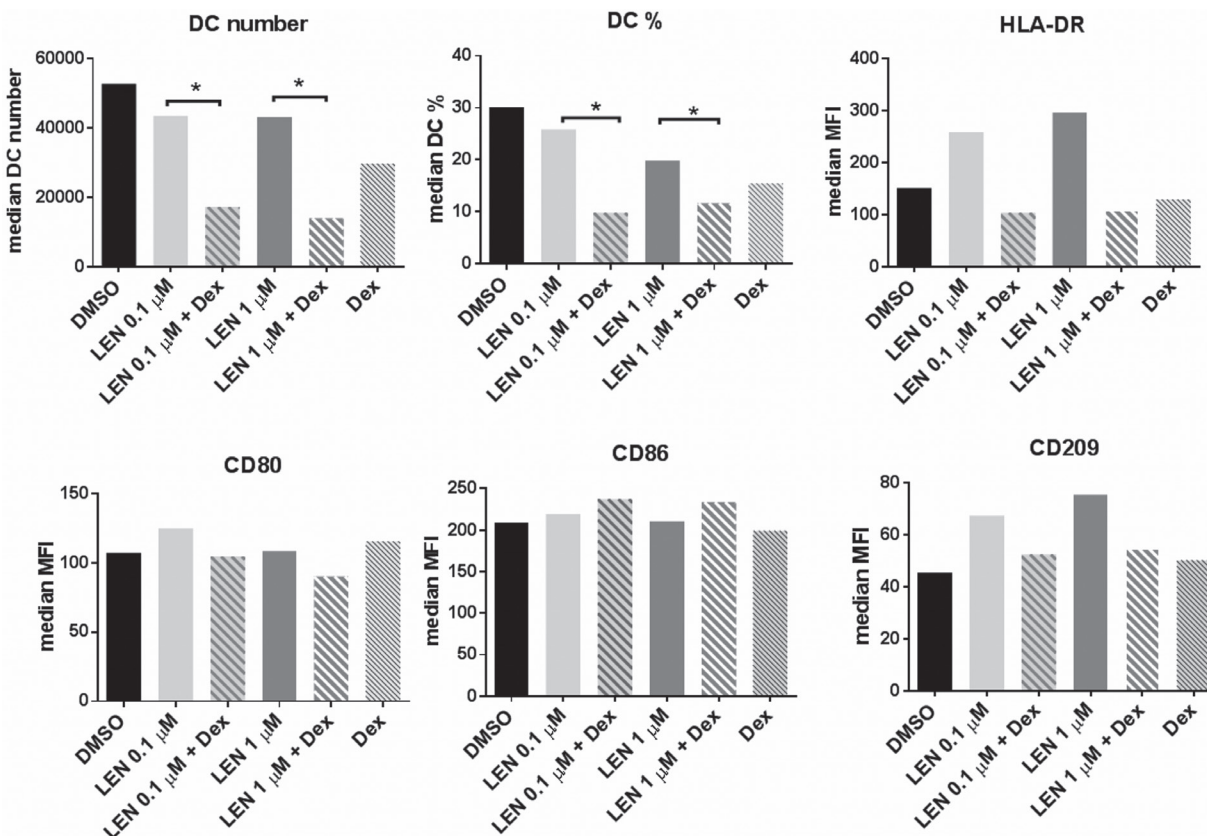 DC number
median DC number
60000
40000
20000
0
DMSO
LEN 0.1 μM
LEN 0.1 μM + Dex
LEN 1 μM
LEN 1 μM + Dex
Dex
*
*
DC %
median DC %
40
30
20
10
0
DMSO
LEN 0.1 μM
LEN 0.1 μM + Dex
LEN 1 μM
LEN 1 μM + Dex
Dex
*
*
HLA-DR
median MFI
400
300
200
100
0
DMSO
LEN 0.1 μM
LEN 0.1 μM + Dex
LEN 1 μM
LEN 1 μM + Dex
Dex
CD80
median MFI
150
100
50
0
DMSO
LEN 0.1 μM
LEN 0.1 μM + Dex
LEN 1 μM
LEN 1 μM + Dex
Dex
CD86
median MFI
250
200
150
100
50
0
DMSO
LEN 0.1 μM
LEN 0.1 μM + Dex
LEN 1 μM
LEN 1 μM + Dex
Dex
CD209
median MFI
80
60
40
20
0
DMSO
LEN 0.1 μM
LEN 0.1 μM + Dex
LEN 1 μM
LEN 1 μM + Dex
Dex